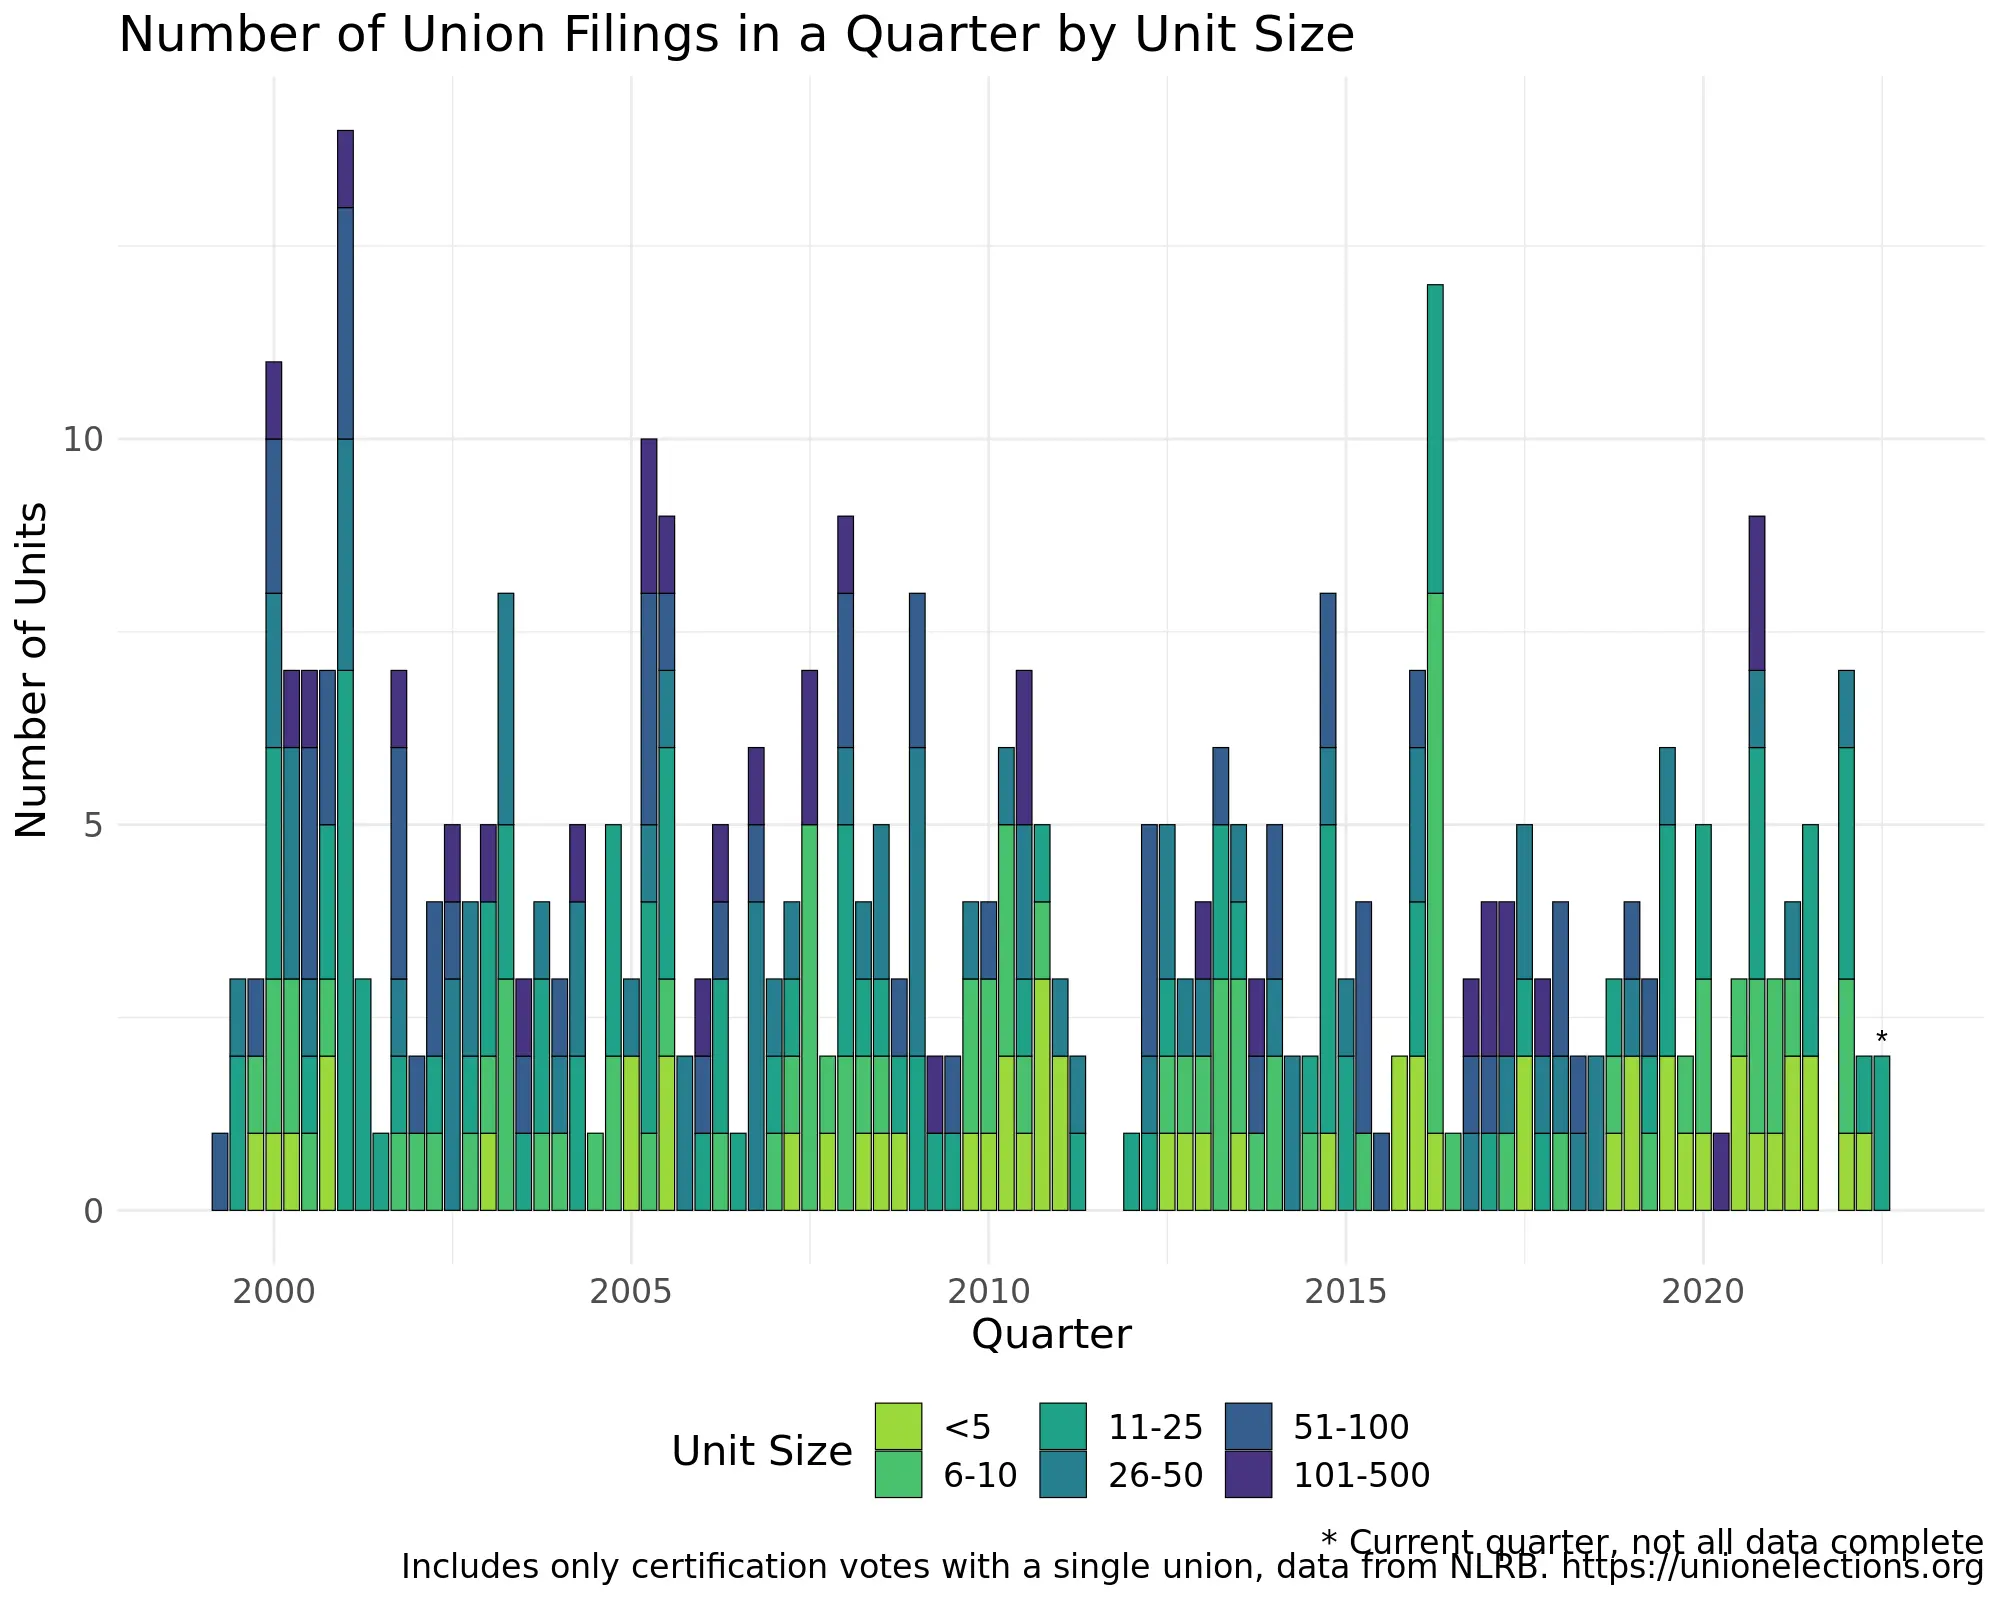 Number of Union Filings in a Quarter by Unit Size
Number of Units
10
5
0
*
2000 2005 2010 2015 2020
Quarter
Unit Size
<5 11-25 51-100
6-10 26-50 101-500
* Current quarter, not all data complete
Includes only certification votes with a single union, data from NLRB. https://unionelections.org